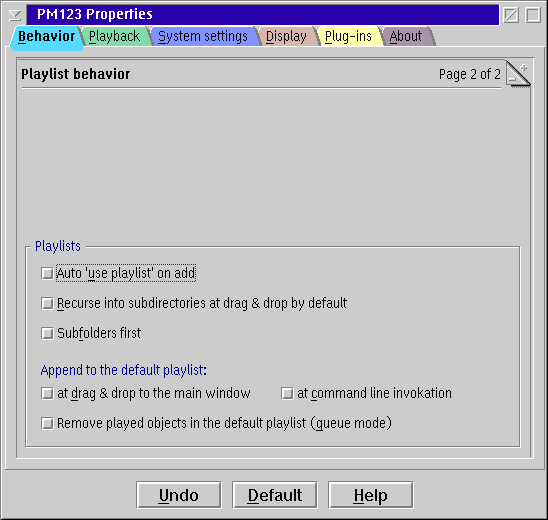 PM123 Properties
Behavior Playback System settings Display Plug-ins About
Playlist behavior Page 2 of 2
Playlists
Auto 'use playlist' on add
Recurse into subdirectories at drag & drop by default
Subfolders first
Append to the default playlist:
at drag & drop to the main window at command line invokation
Remove played objects in the default playlist (queue mode)
Undo Default Help